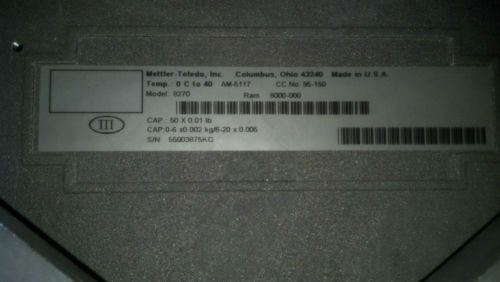 Mettler-Toledo, Inc. Columbus, Ohio 43240 Made in U.S.A.
Temp.: 0 C to 40 AM-5117 CC No. 95-150
Model: 8270 Ram 8000-000
III
CAP.: 50 X 0.01 lb
CAP:0-6 x0.002 kg/6-20 x 0.005
S/N 55003875KG